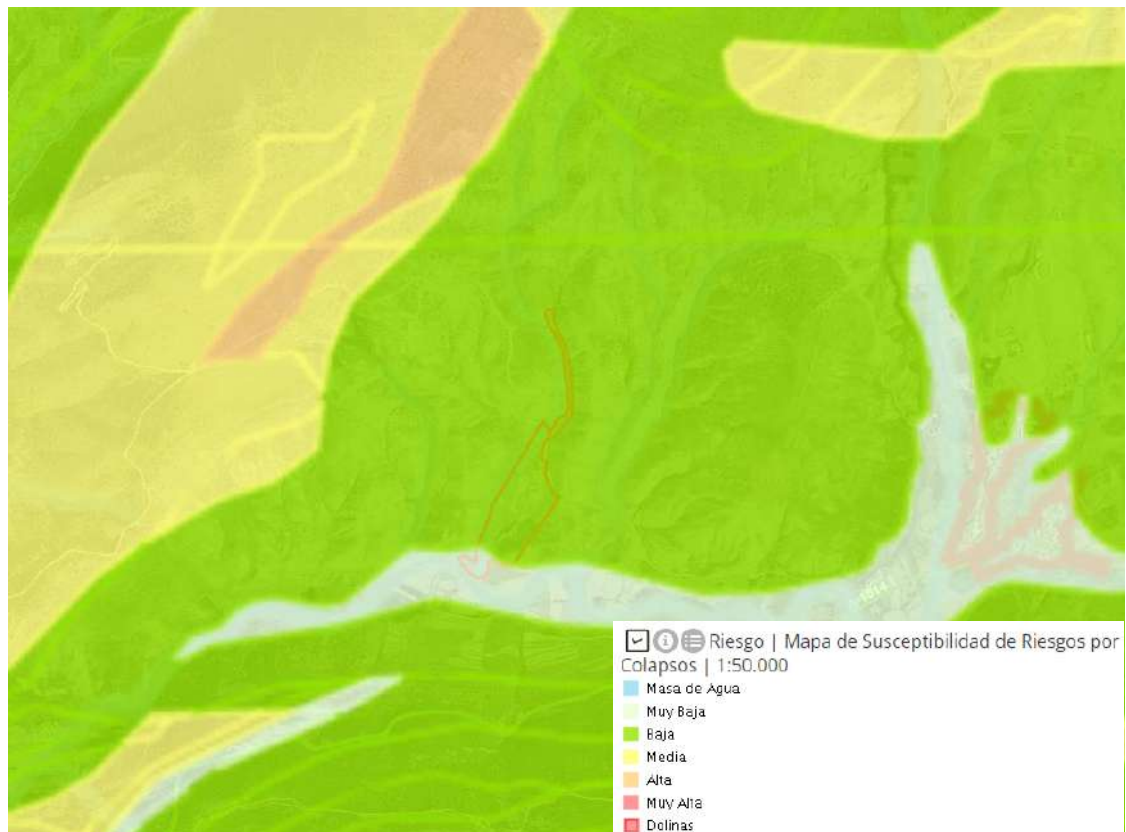 Riesgo | Mapa de Susceptibilidad de Riesgos por
Colapsos | 1:50.000
Masa de Agua
Muy Baja
Baja
Media
Alta
Muy Alta
Dolinas